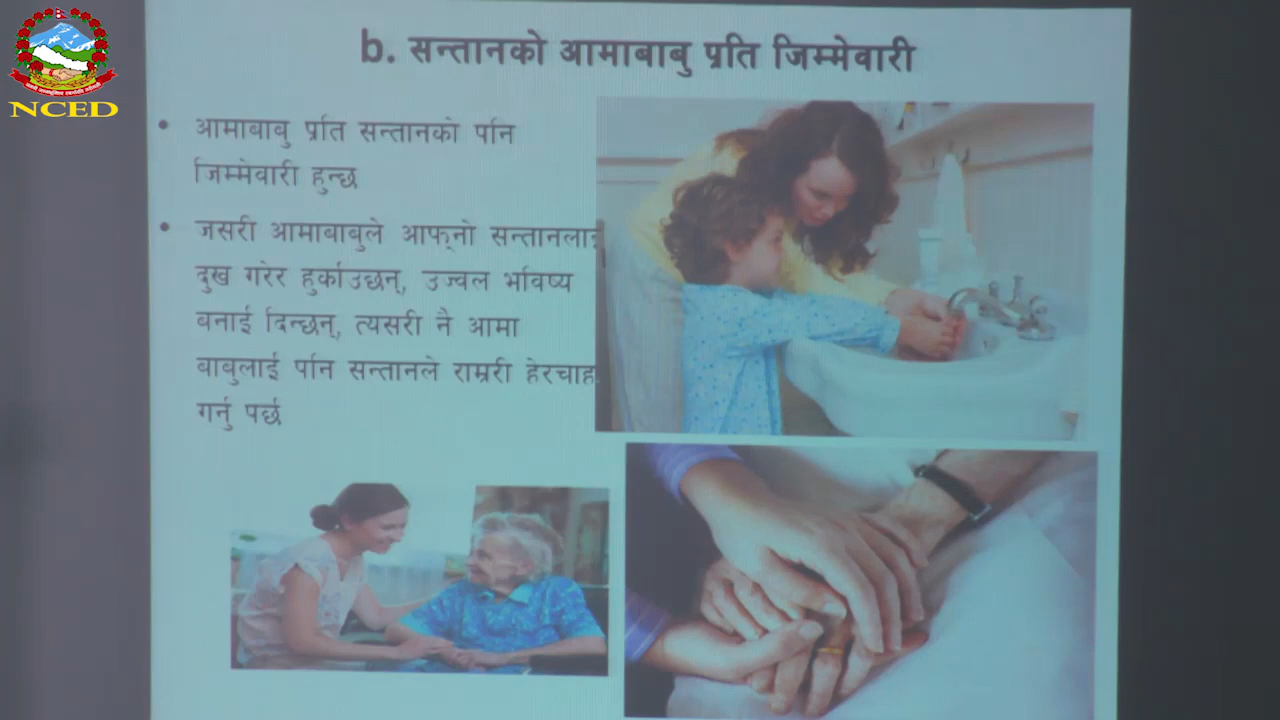 NCED
b. सन्तानको आमाबाबु प्रति जिम्मेवारी
• आमाबाबु प्रति सन्तानको पनि
जिम्मेवारी हुन्छ
• जसरी आमाबाबुले आफ्‌नो सन्तानलाई
दुख गरेर हुर्काउछन्, उज्वल भविष्य
बनाई दिन्छन्, त्यसरी नै आमा
बाबुलाई पनि सन्तानले राम्ररी हेरचाह
गर्नु पर्छ